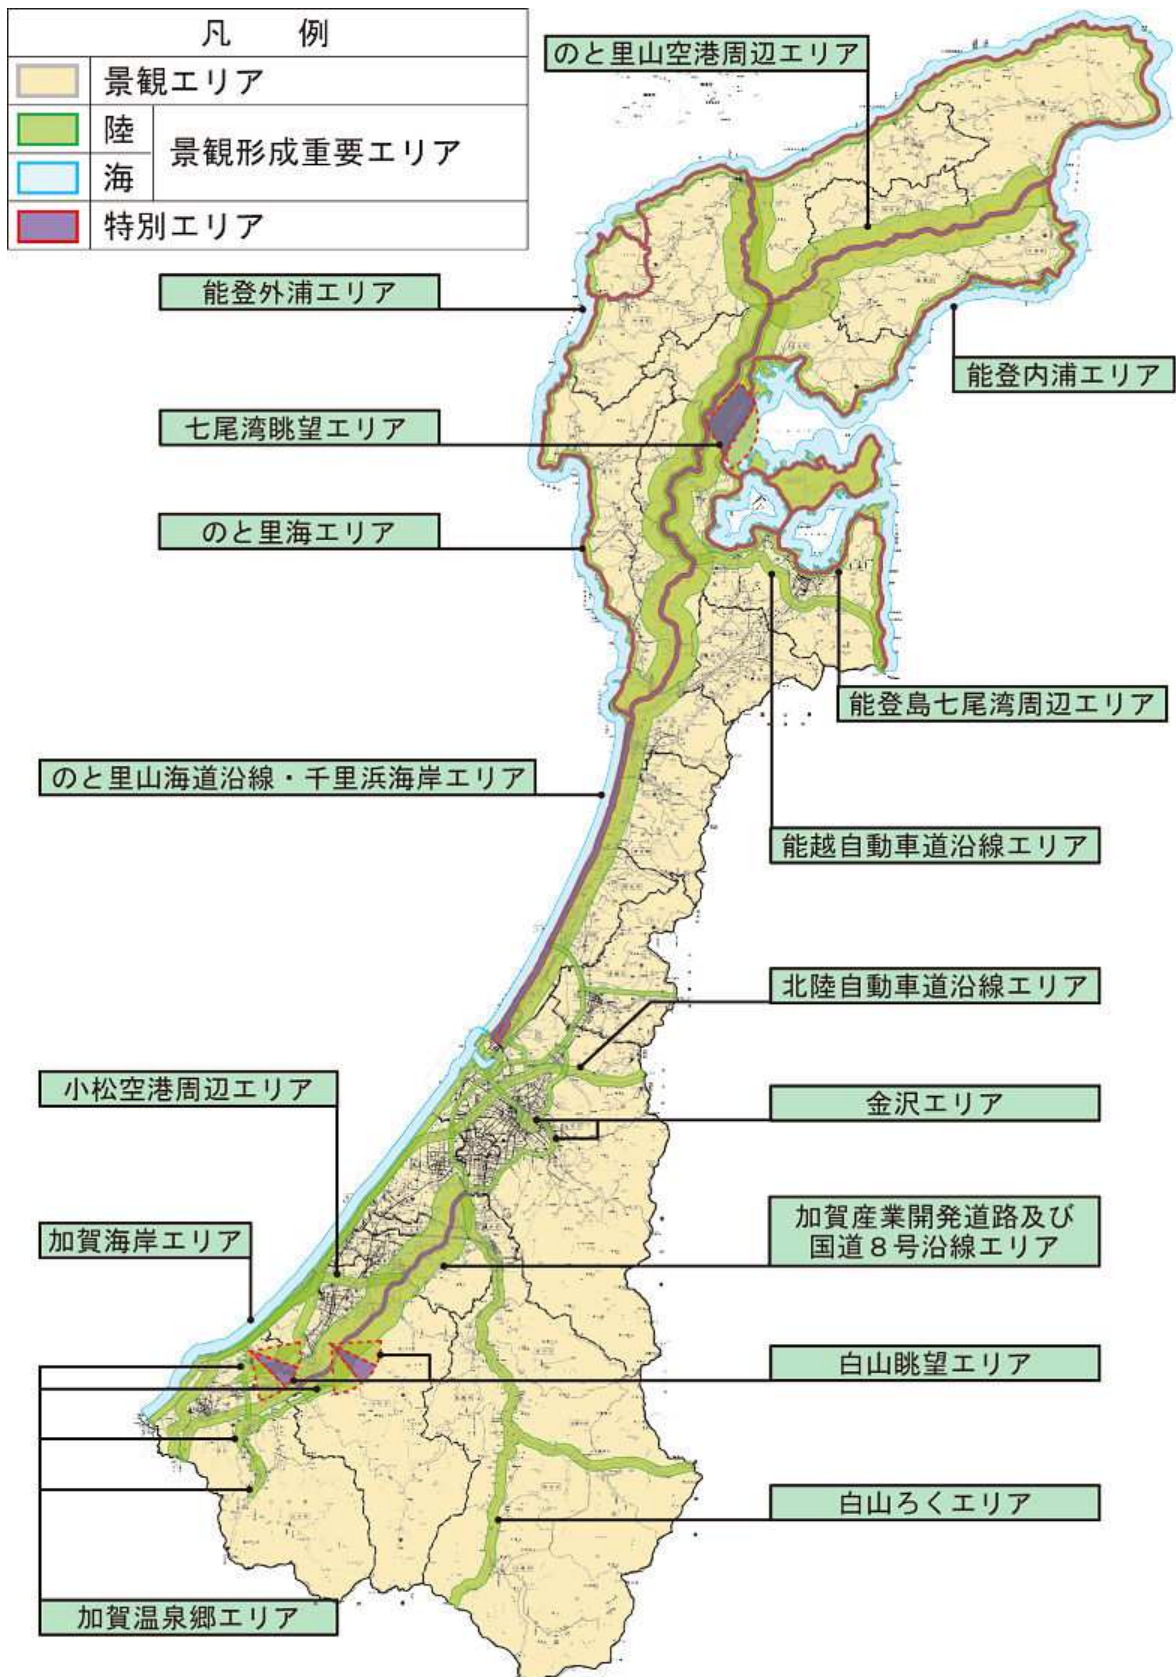 凡 例
景観エリア
陸
海
景観形成重要エリア
特別エリア
のと里山空港周辺エリア
能登外浦エリア
能登内浦エリア
七尾湾眺望エリア
のと里海エリア
能登島七尾湾周辺エリア
のと里山海道沿線・千里浜海岸エリア
能越自動車道沿線エリア
北陸自動車道沿線エリア
小松空港周辺エリア
金沢エリア
加賀産業開発道路及び
国道8号沿線エリア
加賀海岸エリア
白山眺望エリア
白山ろくエリア
加賀温泉郷エリア